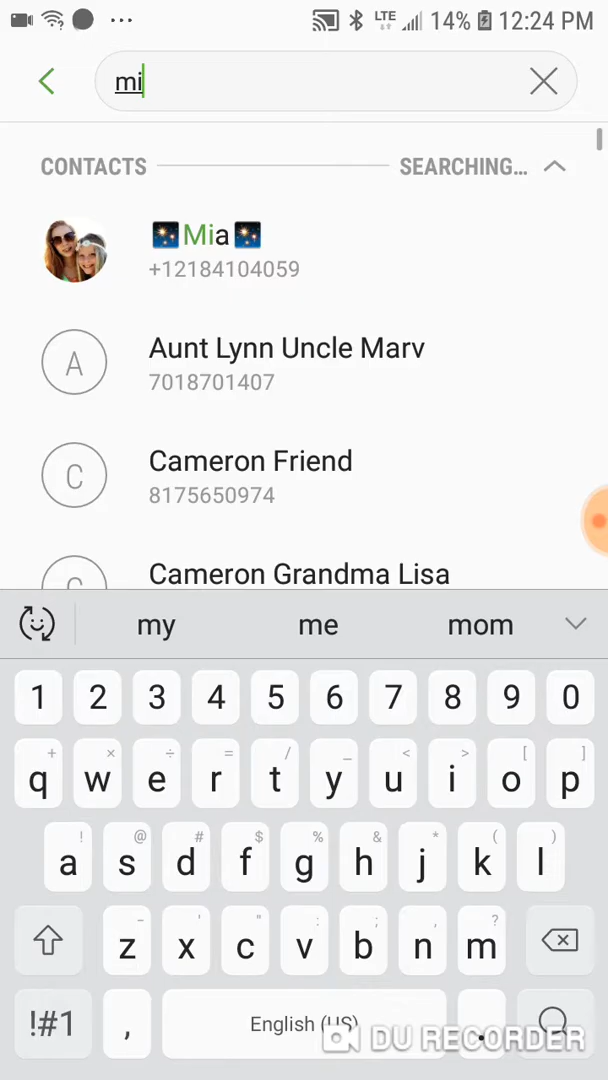 LTE 14% 12:24 PM
mi
CONTACTS SEARCHING...
Mia
+12184104059
A Aunt Lynn Uncle Marv
7018701407
C Cameron Friend
8175650974
C Cameron Grandma Lisa
my me mom
1 2 3 4 5 6 7 8 9 0
+ × ÷ = / _ < > [ ]
q w e r t y u i o p
! @ # $ % & * ( )
a s d f g h j k l
- ' " : ; , ?
z x c v b n m
!#1 , English (US) .
DU RECORDER